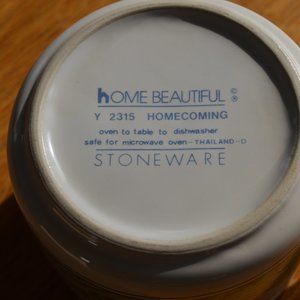 hOME BEAUTIFUL ©®
Y 2315 HOMECOMING
oven to table to dishwasher
safe for microwave oven-THAILAND-D
STONEWARE